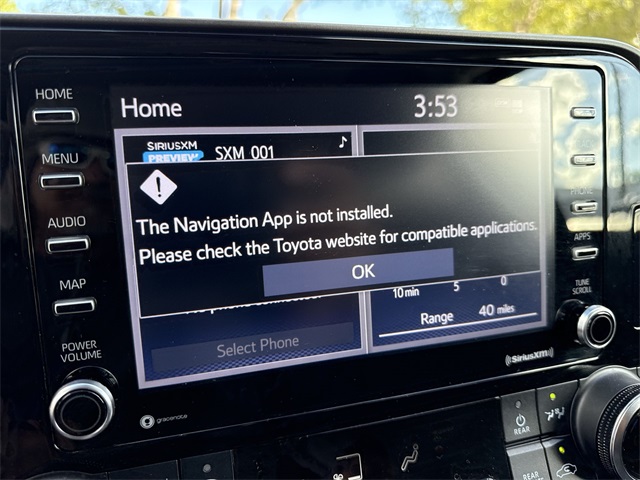 HOME
MENU
AUDIO
MAP
POWER
VOLUME
Home
3:53
SIRIUSXM
PREVIEW
SXM 001
The Navigation App is not installed.
Please check the Toyota website for compatible applications.
OK
10 min 5 0
Range 40 miles
Select Phone
gracenote
SiriusXM
PHONE
APPS
TUNE
SCROLL
REAR
REAR